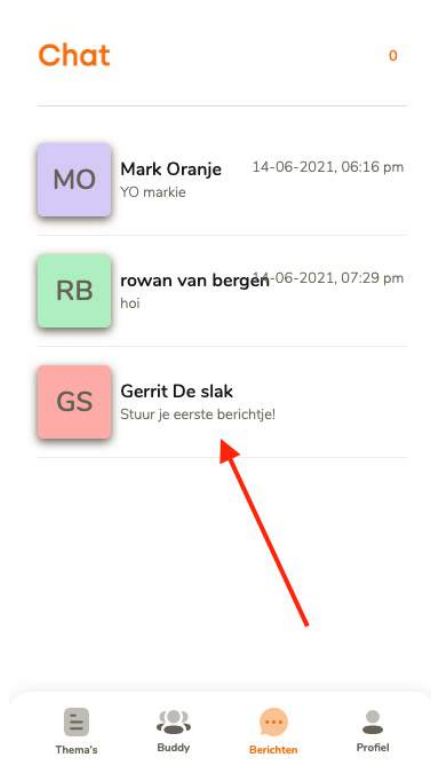 Chat 0
MO Mark Oranje 14-06-2021, 06:16 pm
YO markie
RB rowan van bergen 14-06-2021, 07:29 pm
hoi
GS Gerrit De slak
Stuur je eerste berichtje!
Thema's Buddy Berichten Profiel